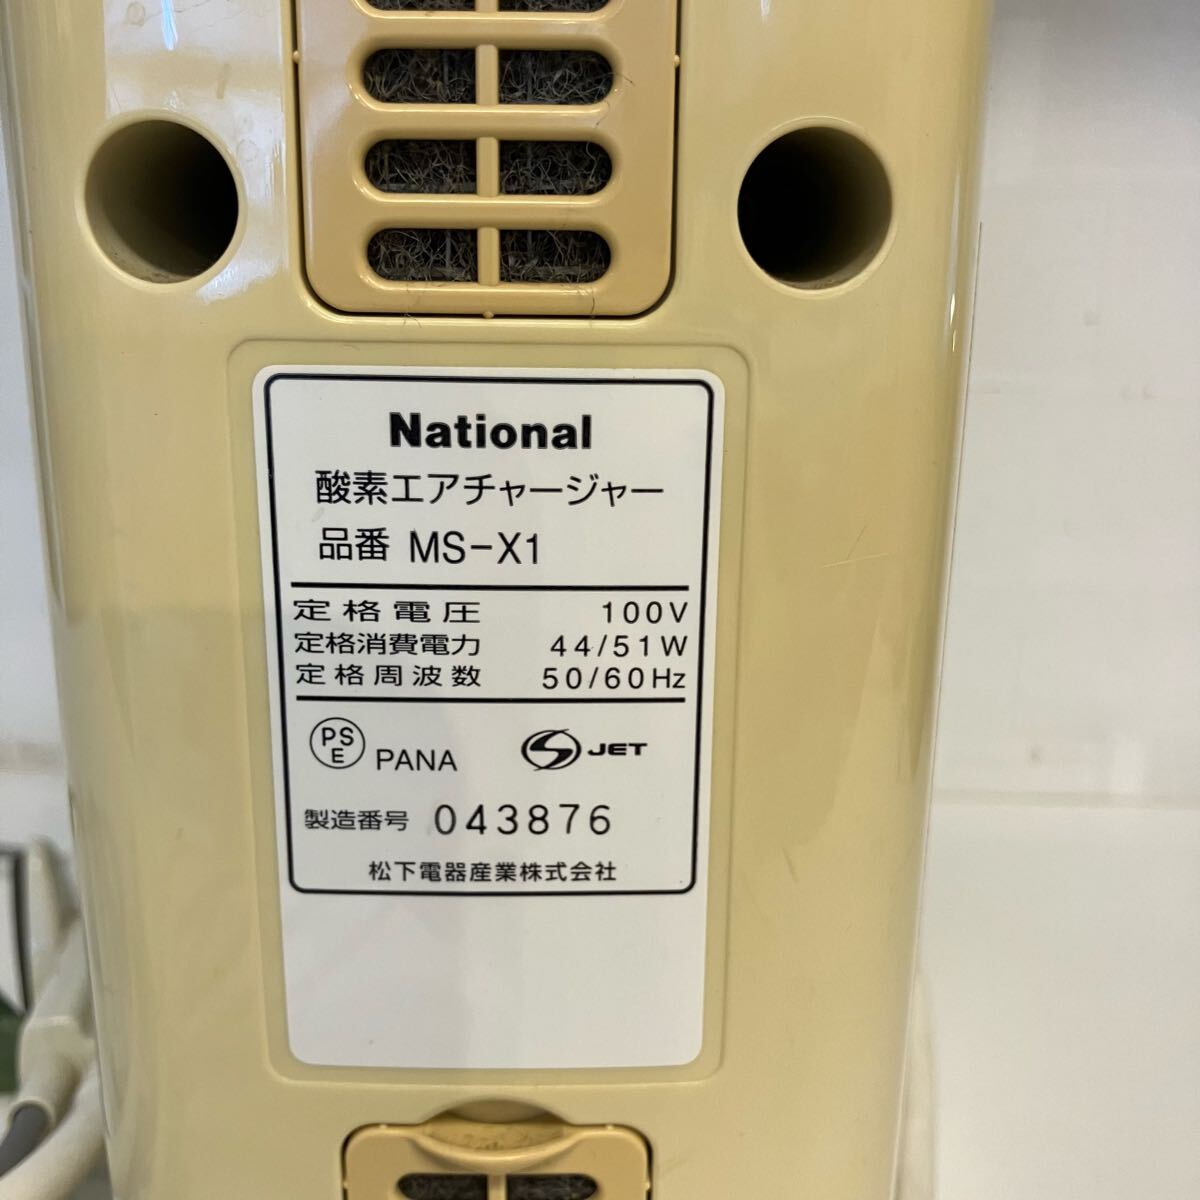 National
酸素エアチャージャー
品番 MS-X1
定格電圧 100V
定格消費電力 44/51W
定格周波数 50/60Hz
PSE PANA JET
製造番号 043876
松下電器産業株式会社